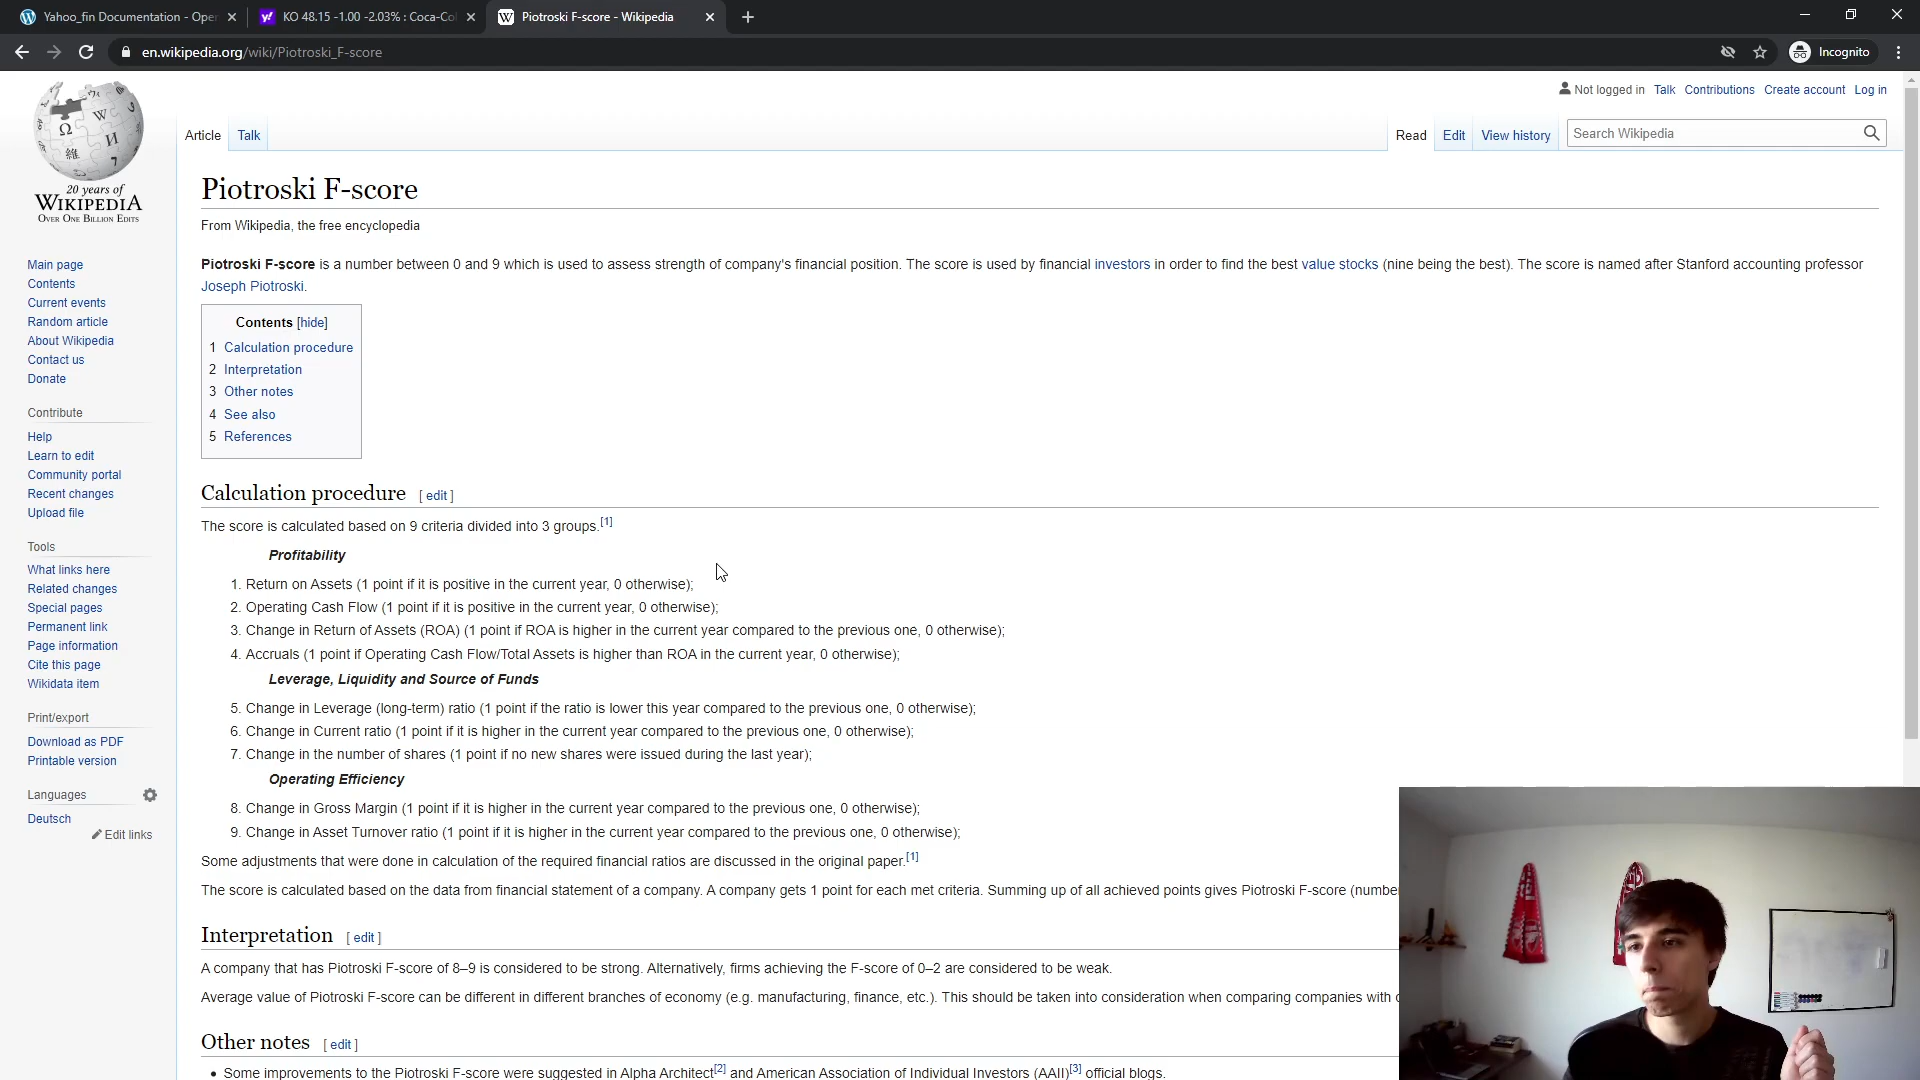 Yahoo_fin Documentation - Oper
KO 48.15 -1.00 -2.03% : Coca-Col
Piotroski F-score - Wikipedia
en.wikipedia.org/wiki/Piotroski_F-score
Incognito
Not logged in Talk Contributions Create account Log in
Article Talk
Read Edit View history
Search Wikipedia
20 years of
WIKIPEDIA
OVER ONE BILLION EDITS
Main page
Contents
Current events
Random article
About Wikipedia
Contact us
Donate
Contribute
Help
Learn to edit
Community portal
Recent changes
Upload file
Tools
What links here
Related changes
Special pages
Permanent link
Page information
Cite this page
Wikidata item
Print/export
Download as PDF
Printable version
Languages
Deutsch
Edit links
Piotroski F-score
From Wikipedia, the free encyclopedia
Piotroski F-score is a number between 0 and 9 which is used to assess strength of company's financial position. The score is used by financial investors in order to find the best value stocks (nine being the best). The score is named after Stanford accounting professor
Joseph Piotroski.
Contents [hide]
1 Calculation procedure
2 Interpretation
3 Other notes
4 See also
5 References
Calculation procedure [ edit ]
The score is calculated based on 9 criteria divided into 3 groups.[1]
Profitability
1. Return on Assets (1 point if it is positive in the current year, 0 otherwise);
2. Operating Cash Flow (1 point if it is positive in the current year, 0 otherwise);
3. Change in Return of Assets (ROA) (1 point if ROA is higher in the current year compared to the previous one, 0 otherwise);
4. Accruals (1 point if Operating Cash Flow/Total Assets is higher than ROA in the current year, 0 otherwise);
Leverage, Liquidity and Source of Funds
5. Change in Leverage (long-term) ratio (1 point if the ratio is lower this year compared to the previous one, 0 otherwise);
6. Change in Current ratio (1 point if it is higher in the current year compared to the previous one, 0 otherwise);
7. Change in the number of shares (1 point if no new shares were issued during the last year);
Operating Efficiency
8. Change in Gross Margin (1 point if it is higher in the current year compared to the previous one, 0 otherwise);
9. Change in Asset Turnover ratio (1 point if it is higher in the current year compared to the previous one, 0 otherwise);
Some adjustments that were done in calculation of the required financial ratios are discussed in the original paper.[1]
The score is calculated based on the data from financial statement of a company. A company gets 1 point for each met criteria. Summing up of all achieved points gives Piotroski F-score (numbe
Interpretation [ edit ]
A company that has Piotroski F-score of 8–9 is considered to be strong. Alternatively, firms achieving the F-score of 0–2 are considered to be weak.
Average value of Piotroski F-score can be different in different branches of economy (e.g. manufacturing, finance, etc.). This should be taken into consideration when comparing companies with
Other notes [ edit ]
• Some improvements to the Piotroski F-score were suggested in Alpha Architect[2] and American Association of Individual Investors (AAII)[3] official blogs.